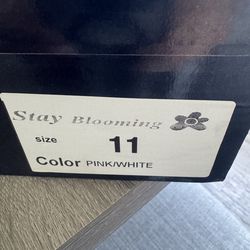 Stay Blooming
size 11
Color PINK/WHITE